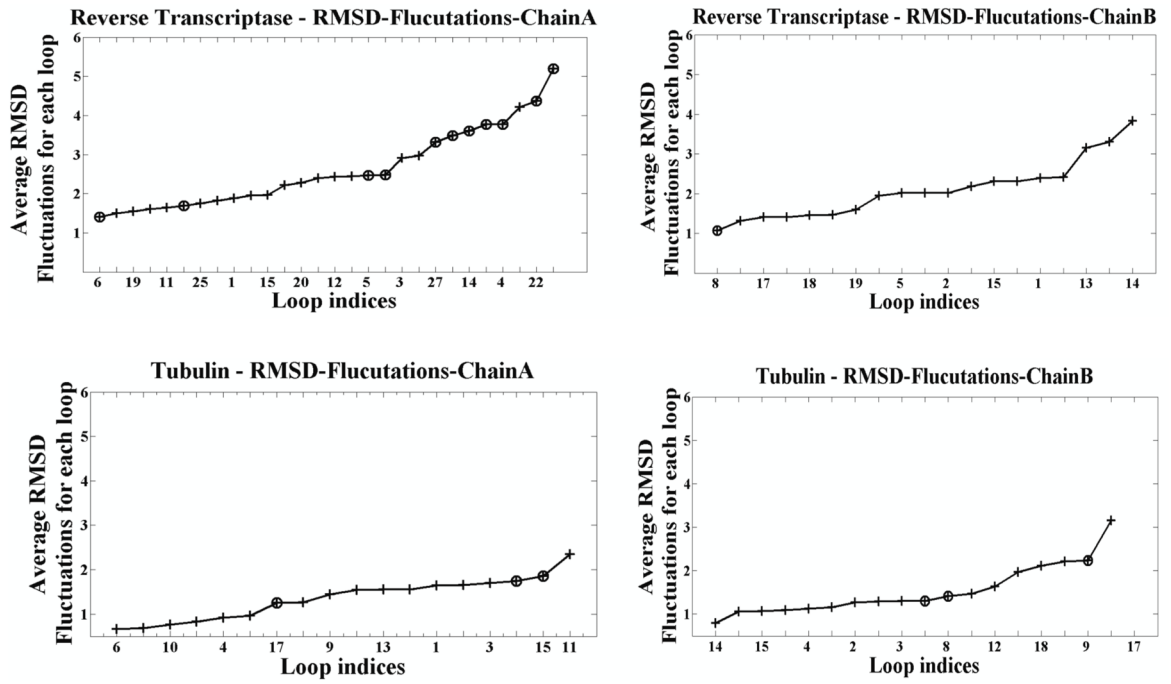 Reverse Transcriptase - RMSD-Flucutations-ChainA
6
5
4
3
2
1
Average RMSD
Fluctuations for each loop
6 19 11 25 1 15 20 12 5 3 27 14 4 22
Loop indices
Reverse Transcriptase - RMSD-Flucutations-ChainB
6
5
4
3
2
1
Average RMSD
Fluctuations for each loop
8 17 18 19 5 2 15 1 13 14
Loop indices
Tubulin - RMSD-Flucutations-ChainA
6
5
4
3
2
1
Average RMSD
Fluctuations for each loop
6 10 4 17 9 13 1 3 15 11
Loop indices
Tubulin - RMSD-Flucutations-ChainB
6
5
4
3
2
1
Average RMSD
Fluctuations for each loop
14 15 4 2 3 8 12 18 9 17
Loop indices